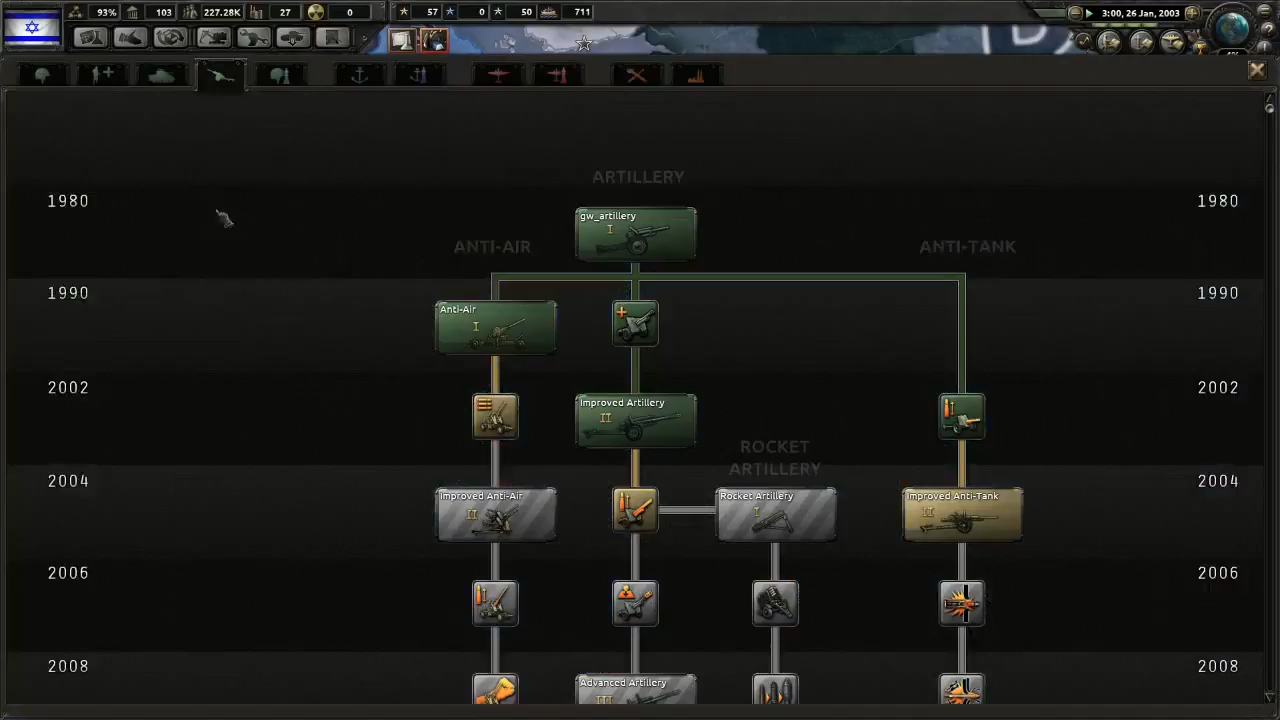 93% 103 227.28K 27 0 57 0 50 711 3:00, 26 Jan, 2003
ARTILLERY
1980 1980
gw_artillery
I
ANTI-AIR ANTI-TANK
1990 1990
Anti-Air
I
2002 2002
Improved Artillery
II
ROCKET
ARTILLERY
2004 2004
Improved Anti-Air Rocket Artillery Improved Anti-Tank
II I II
2006 2006
2008 2008
Advanced Artillery
III